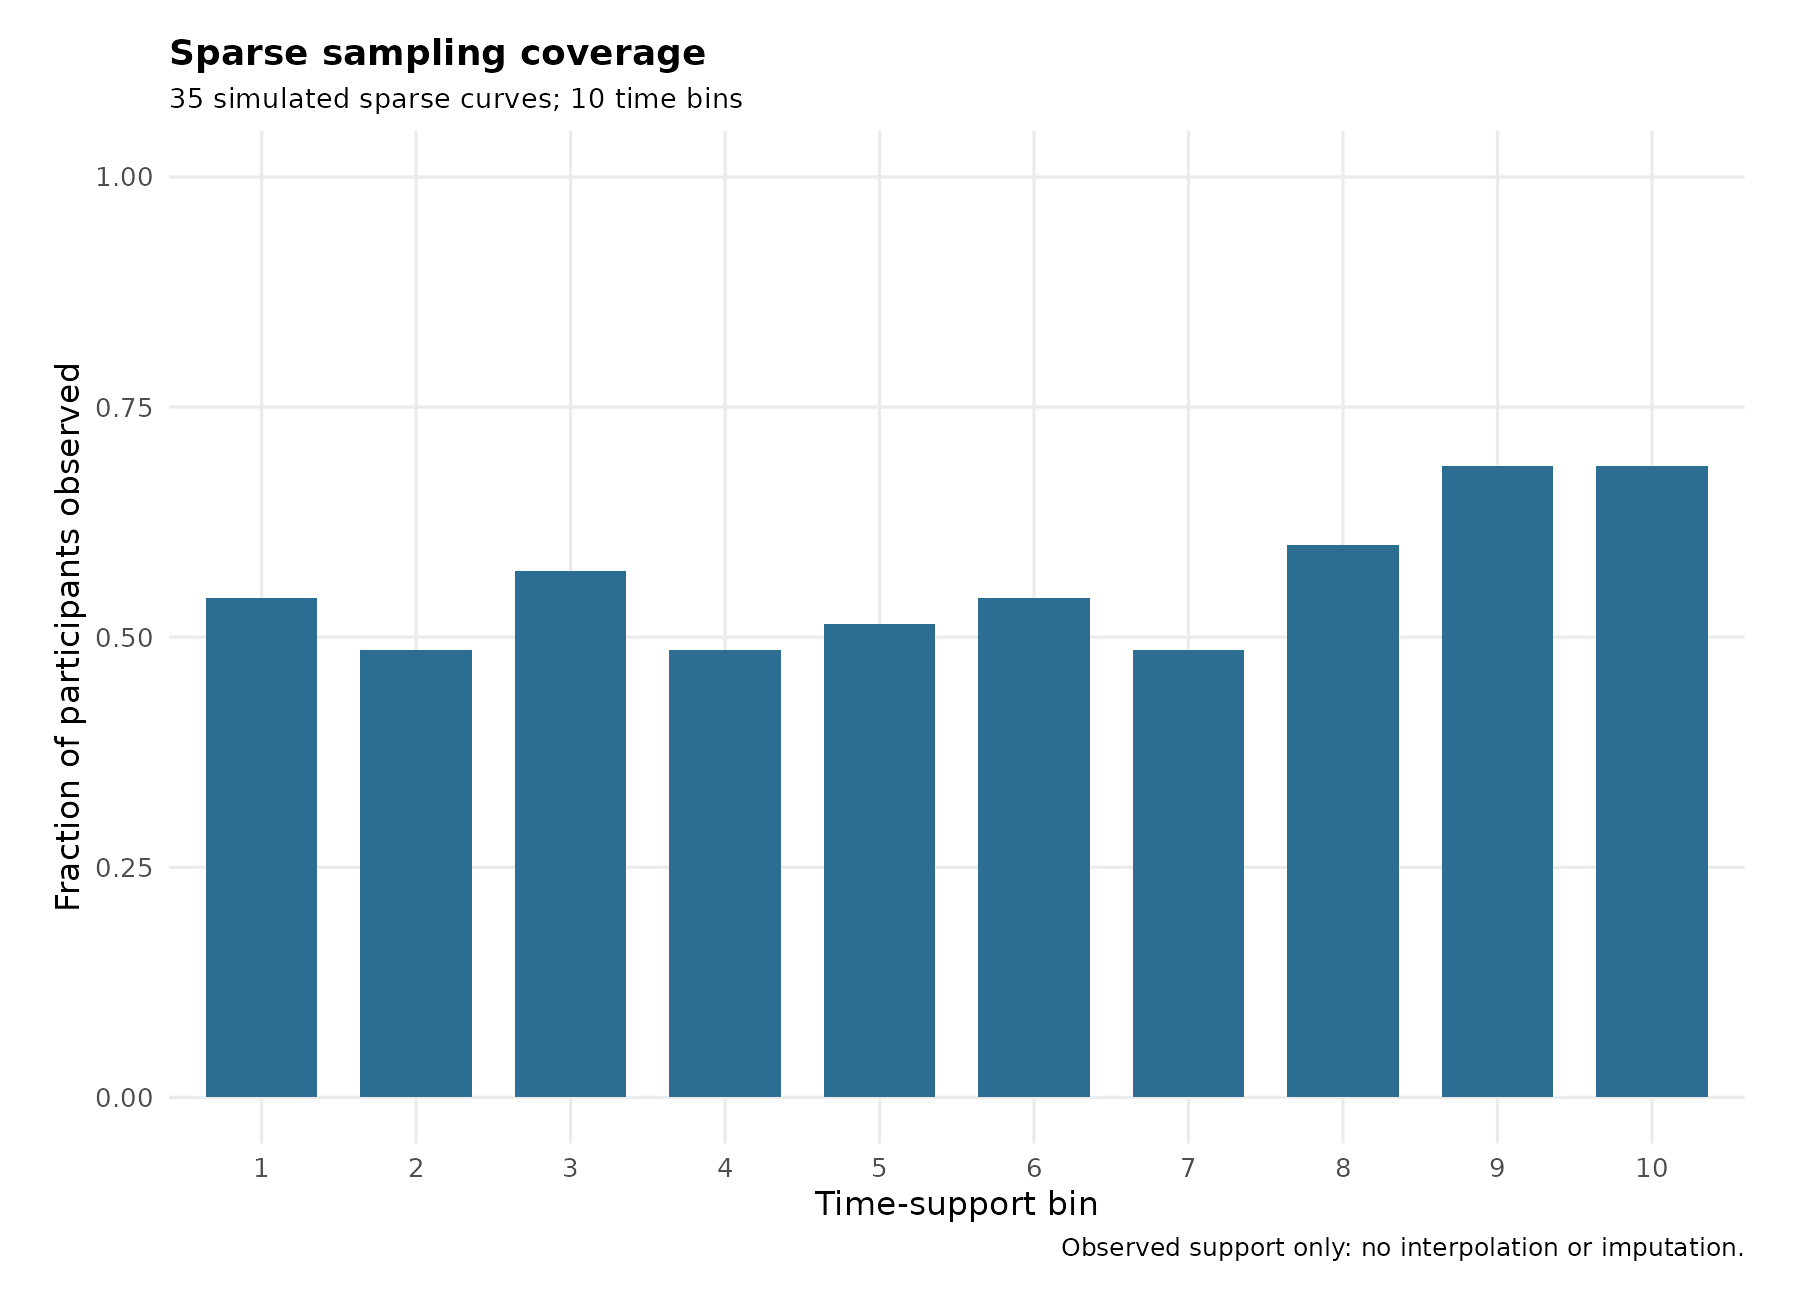 Sparse sampling coverage
35 simulated sparse curves; 10 time bins
Fraction of participants observed
1.00
0.75
0.50
0.25
0.00
1 2 3 4 5 6 7 8 9 10
Time-support bin
Observed support only: no interpolation or imputation.